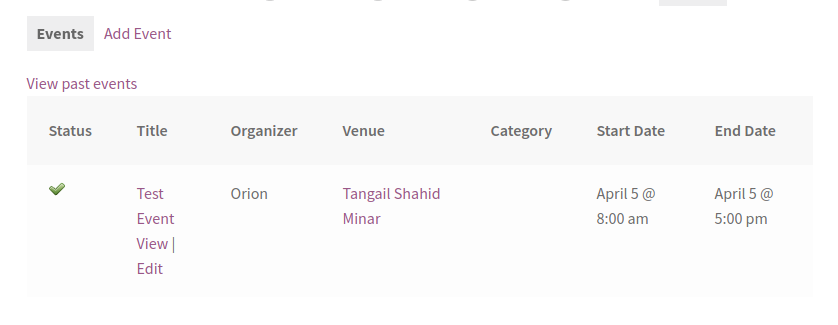 Events Add Event
View past events
Status Title Organizer Venue Category Start Date End Date
Test Orion Tangail Shahid April 5 @ April 5 @
Event Minar 8:00 am 5:00 pm
View |
Edit